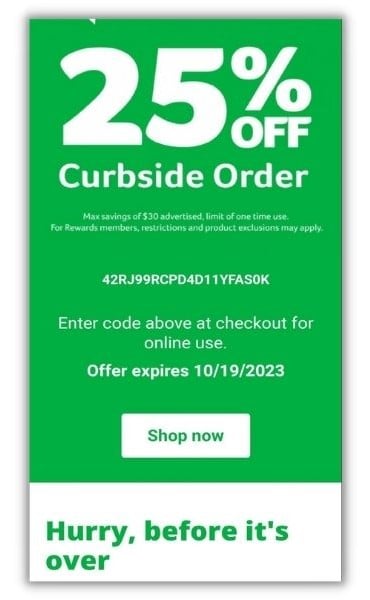 25%
OFF
Curbside Order
Max savings of $30 advertised, limit of one time use.
For Rewards members, restrictions and product exclusions may apply.
42RJ99RCPD4D11YFAS0K
Enter code above at checkout for
online use.
Offer expires 10/19/2023
Shop now
Hurry, before it's
over